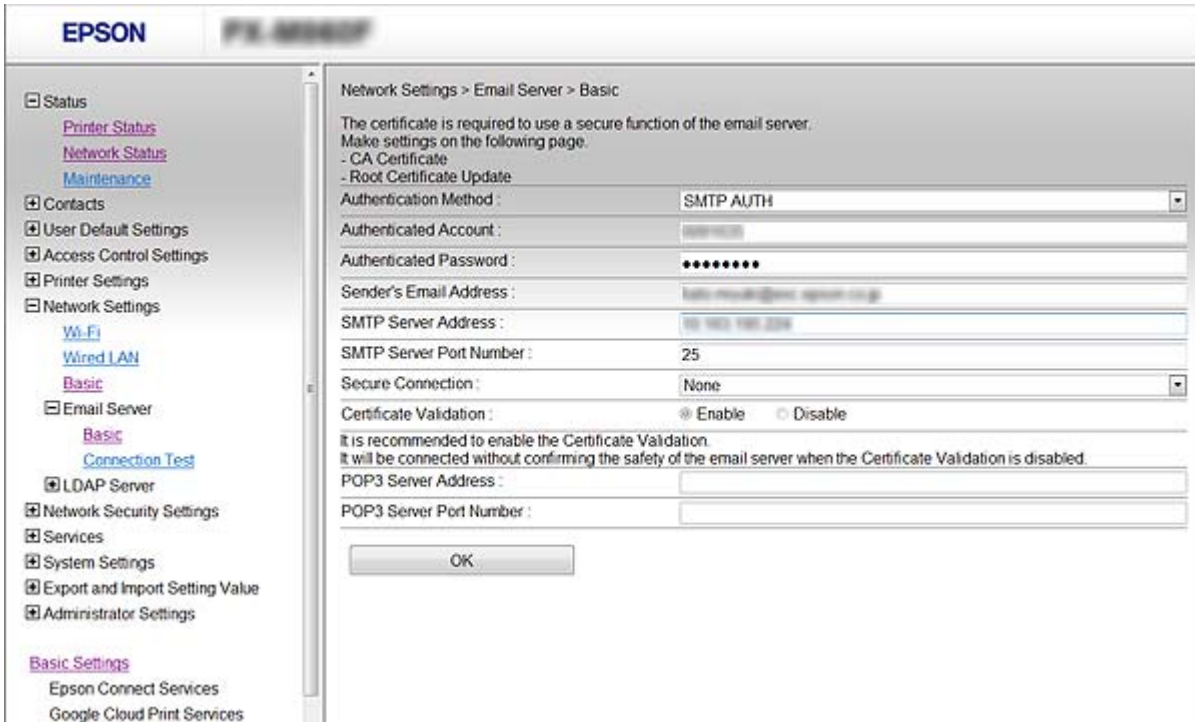 EPSON
Status
Printer Status
Network Status
Maintenance
Contacts
User Default Settings
Access Control Settings
Printer Settings
Network Settings
Wi-Fi
Wired LAN
Basic
Email Server
Basic
Connection Test
LDAP Server
Network Security Settings
Services
System Settings
Export and Import Setting Value
Administrator Settings
Basic Settings
Epson Connect Services
Google Cloud Print Services
Network Settings > Email Server > Basic
The certificate is required to use a secure function of the email server.
Make settings on the following page.
- CA Certificate
- Root Certificate Update
Authentication Method : SMTP AUTH
Authenticated Account :
Authenticated Password : ●●●●●●●●
Sender's Email Address :
SMTP Server Address :
SMTP Server Port Number : 25
Secure Connection : None
Certificate Validation : Enable Disable
It is recommended to enable the Certificate Validation.
It will be connected without confirming the safety of the email server when the Certificate Validation is disabled.
POP3 Server Address :
POP3 Server Port Number :
OK